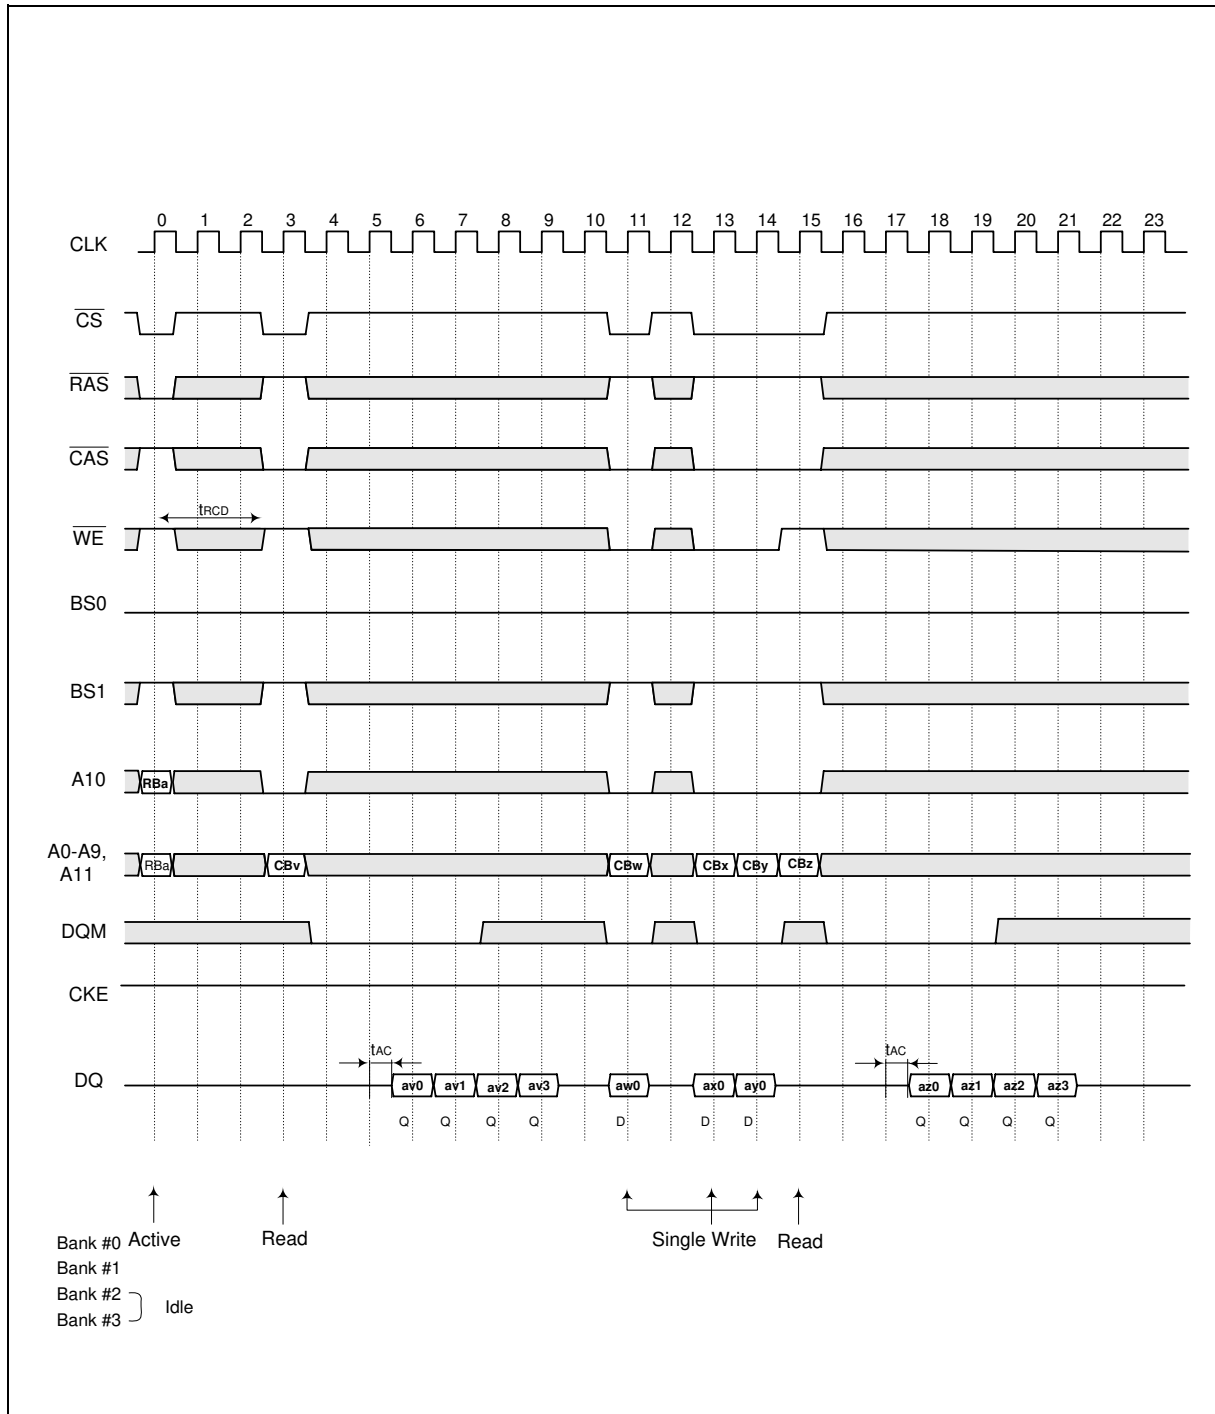 0 1 2 3 4 5 6 7 8 9 10 11 12 13 14 15 16 17 18 19 20 21 22 23
CLK
CS
RAS
CAS
tRCD
WE
BS0
BS1
A10 RBa
A0-A9,
A11
RBa CBv CBw CBx CBy CBz
DQM
CKE
tAC tAC
DQ av0 av1 av2 av3 aw0 ax0 ay0 az0 az1 az2 az3
Q Q Q Q D D D Q Q Q Q
Bank #0 Active Read Single Write Read
Bank #1
Bank #2
Idle
Bank #3